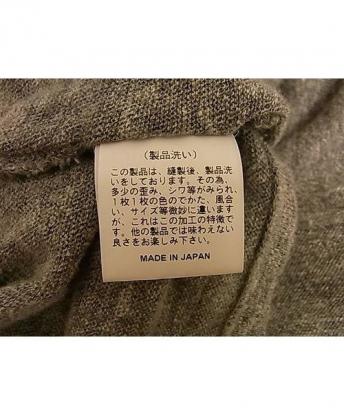 （製品洗い）
この製品は、縫製後、製品洗
いをしております。その為、
多少の歪み、シワ等がみられ、
1枚1枚の色のでかた、風合
い、サイズ等微妙に違います
が、これはこの加工の特徴で
す。他の製品では味わえない
良さをお楽しみ下さい。
MADE IN JAPAN